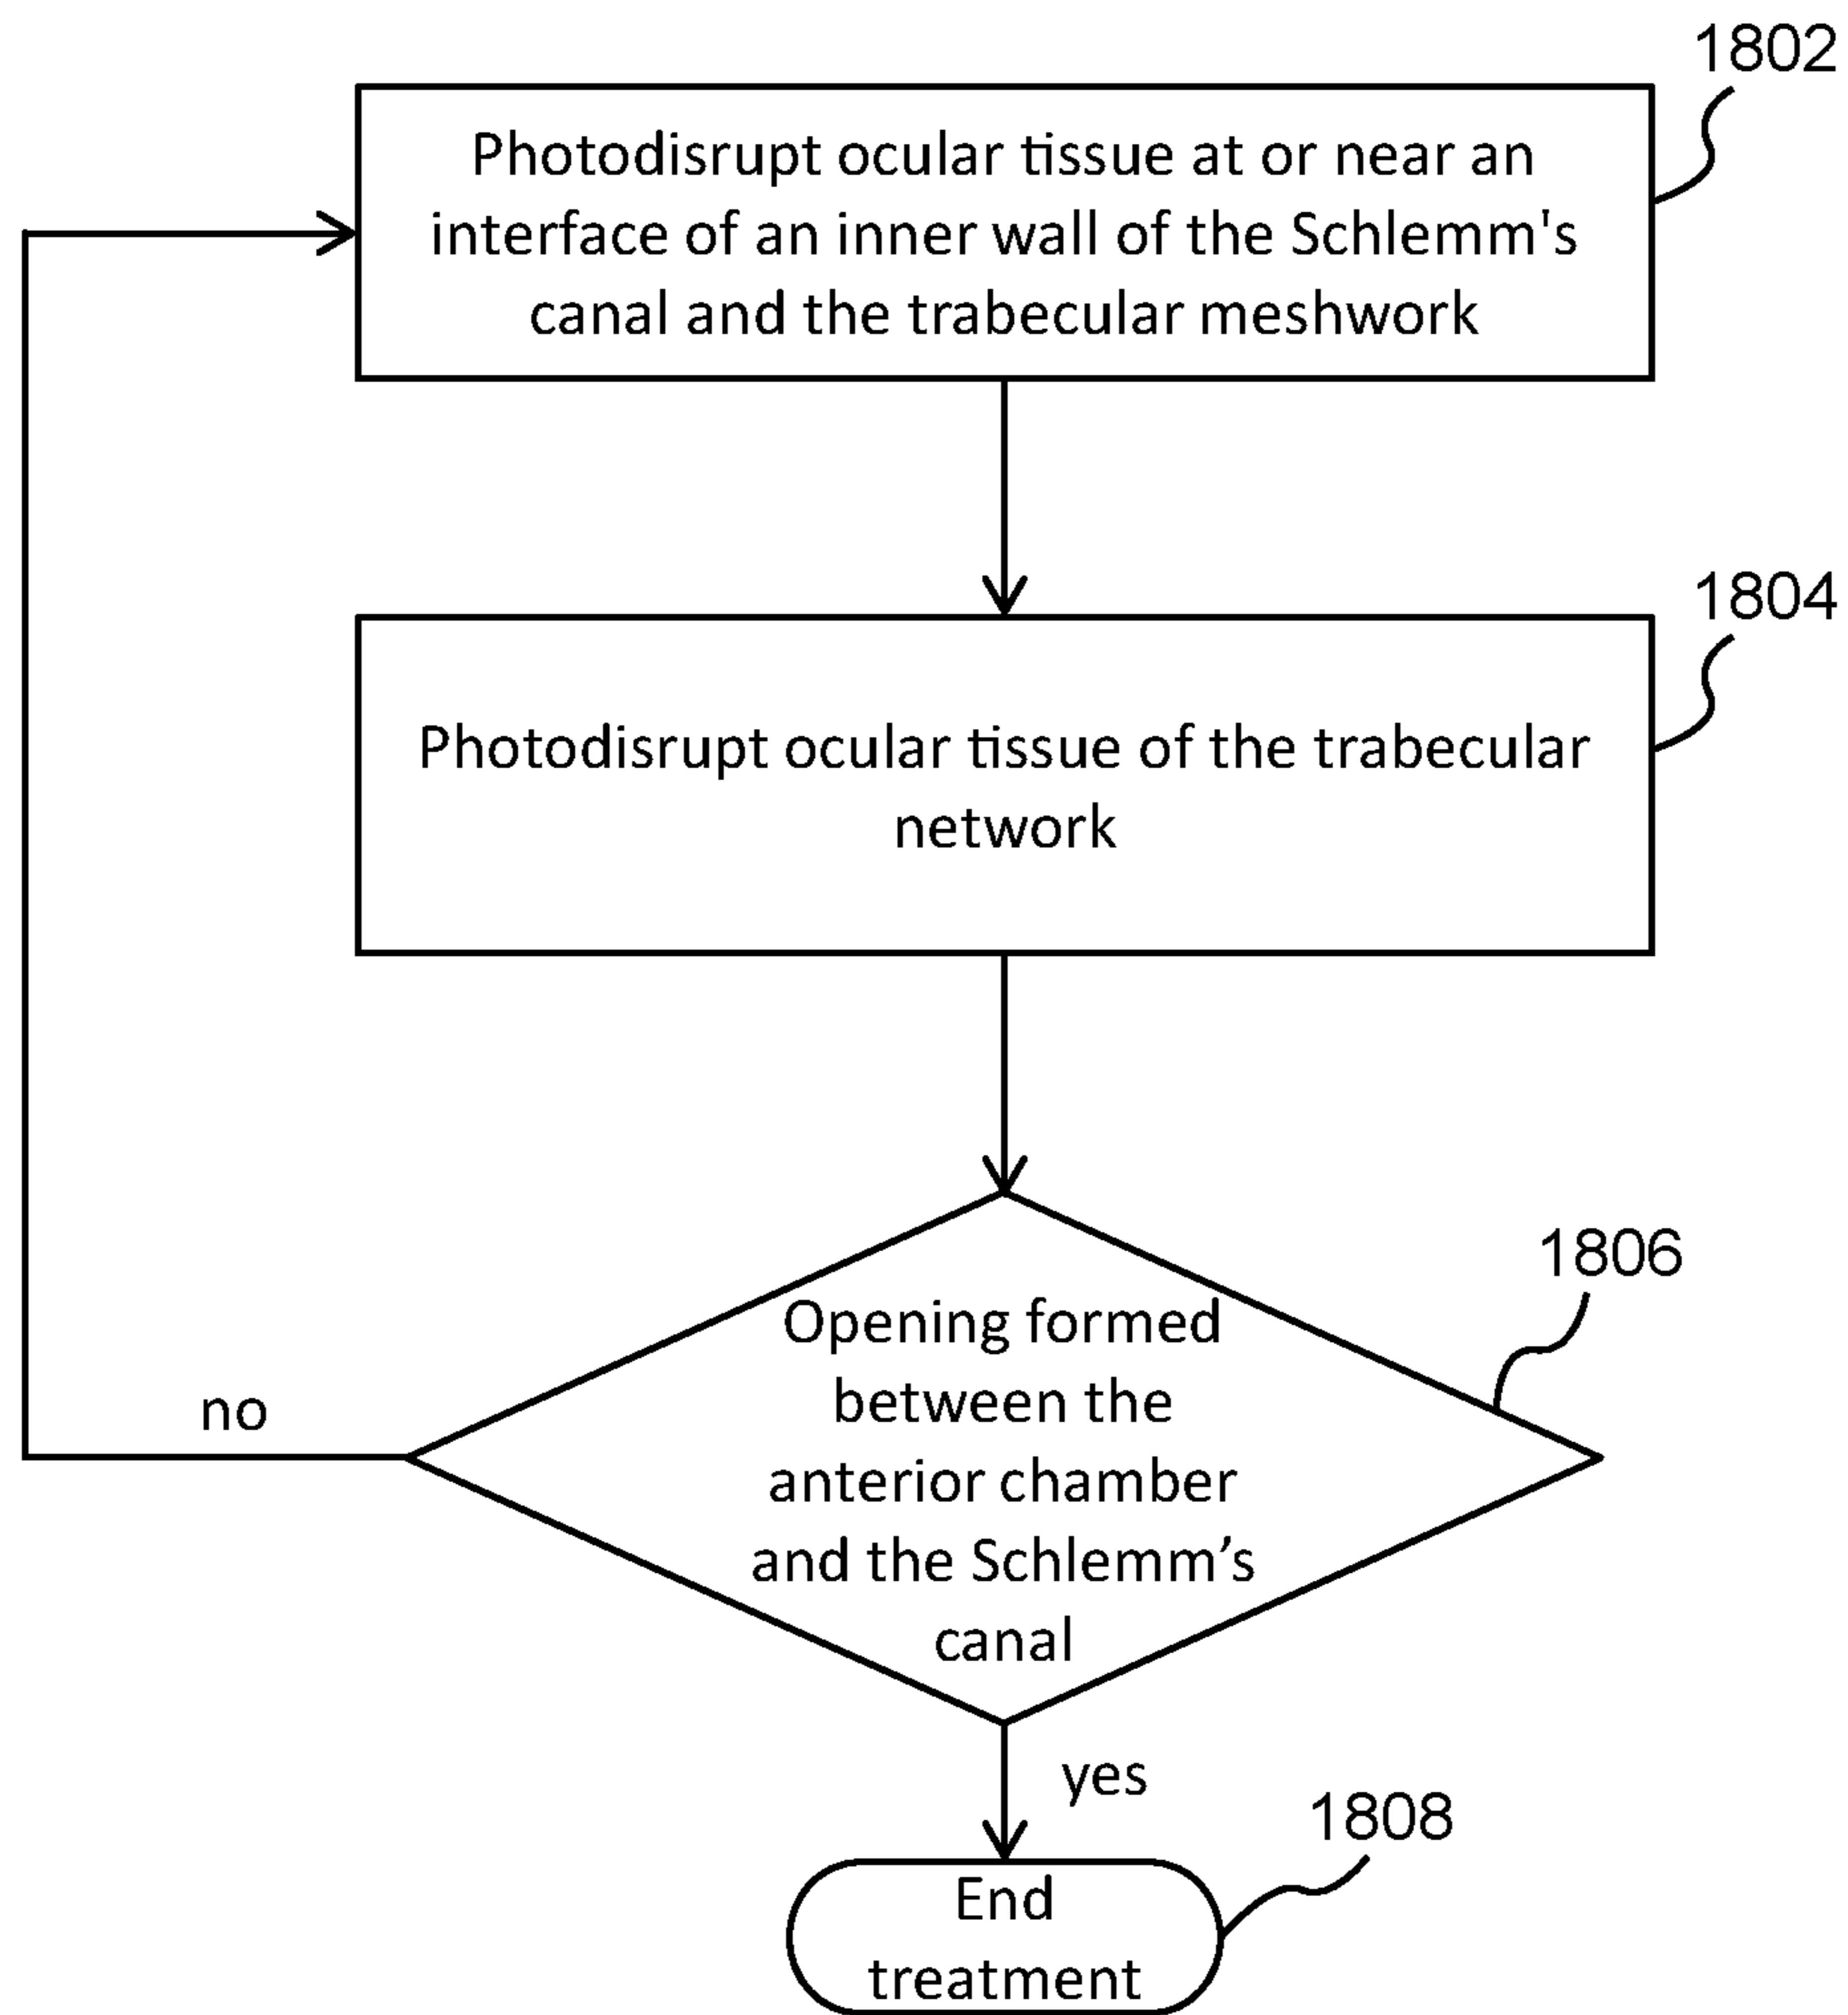 1802
Photodisrupt ocular tissue at or near an
interface of an inner wall of the Schlemm's
canal and the trabecular meshwork
1804
Photodisrupt ocular tissue of the trabecular
network
1806
Opening formed
between the
anterior chamber
and the Schlemm’s
canal
no
yes
1808
End
treatment